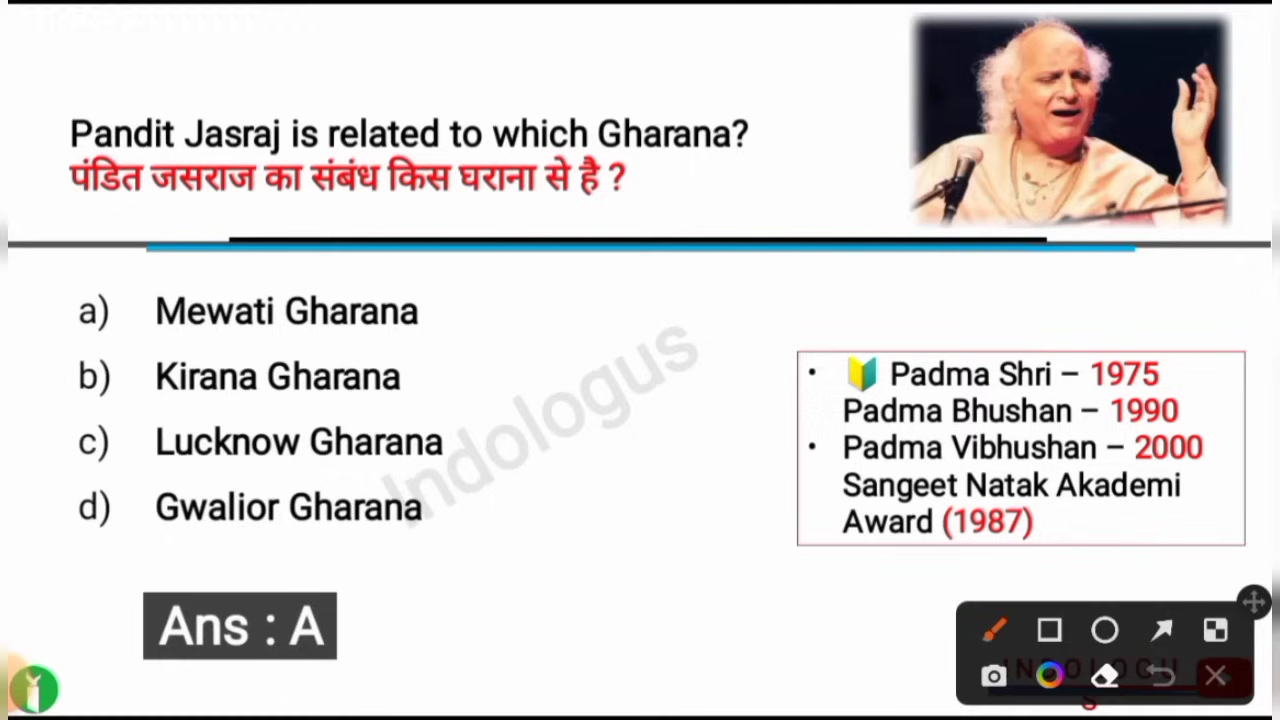 Pandit Jasraj is related to which Gharana?
पंडित जसराज का संबंध किस घराना से है ?
a) Mewati Gharana
b) Kirana Gharana
c) Lucknow Gharana
d) Gwalior Gharana
Indologus
• 🔰 Padma Shri – 1975
Padma Bhushan – 1990
• Padma Vibhushan – 2000
Sangeet Natak Akademi
Award (1987)
Ans : A
INDOLOGU
S